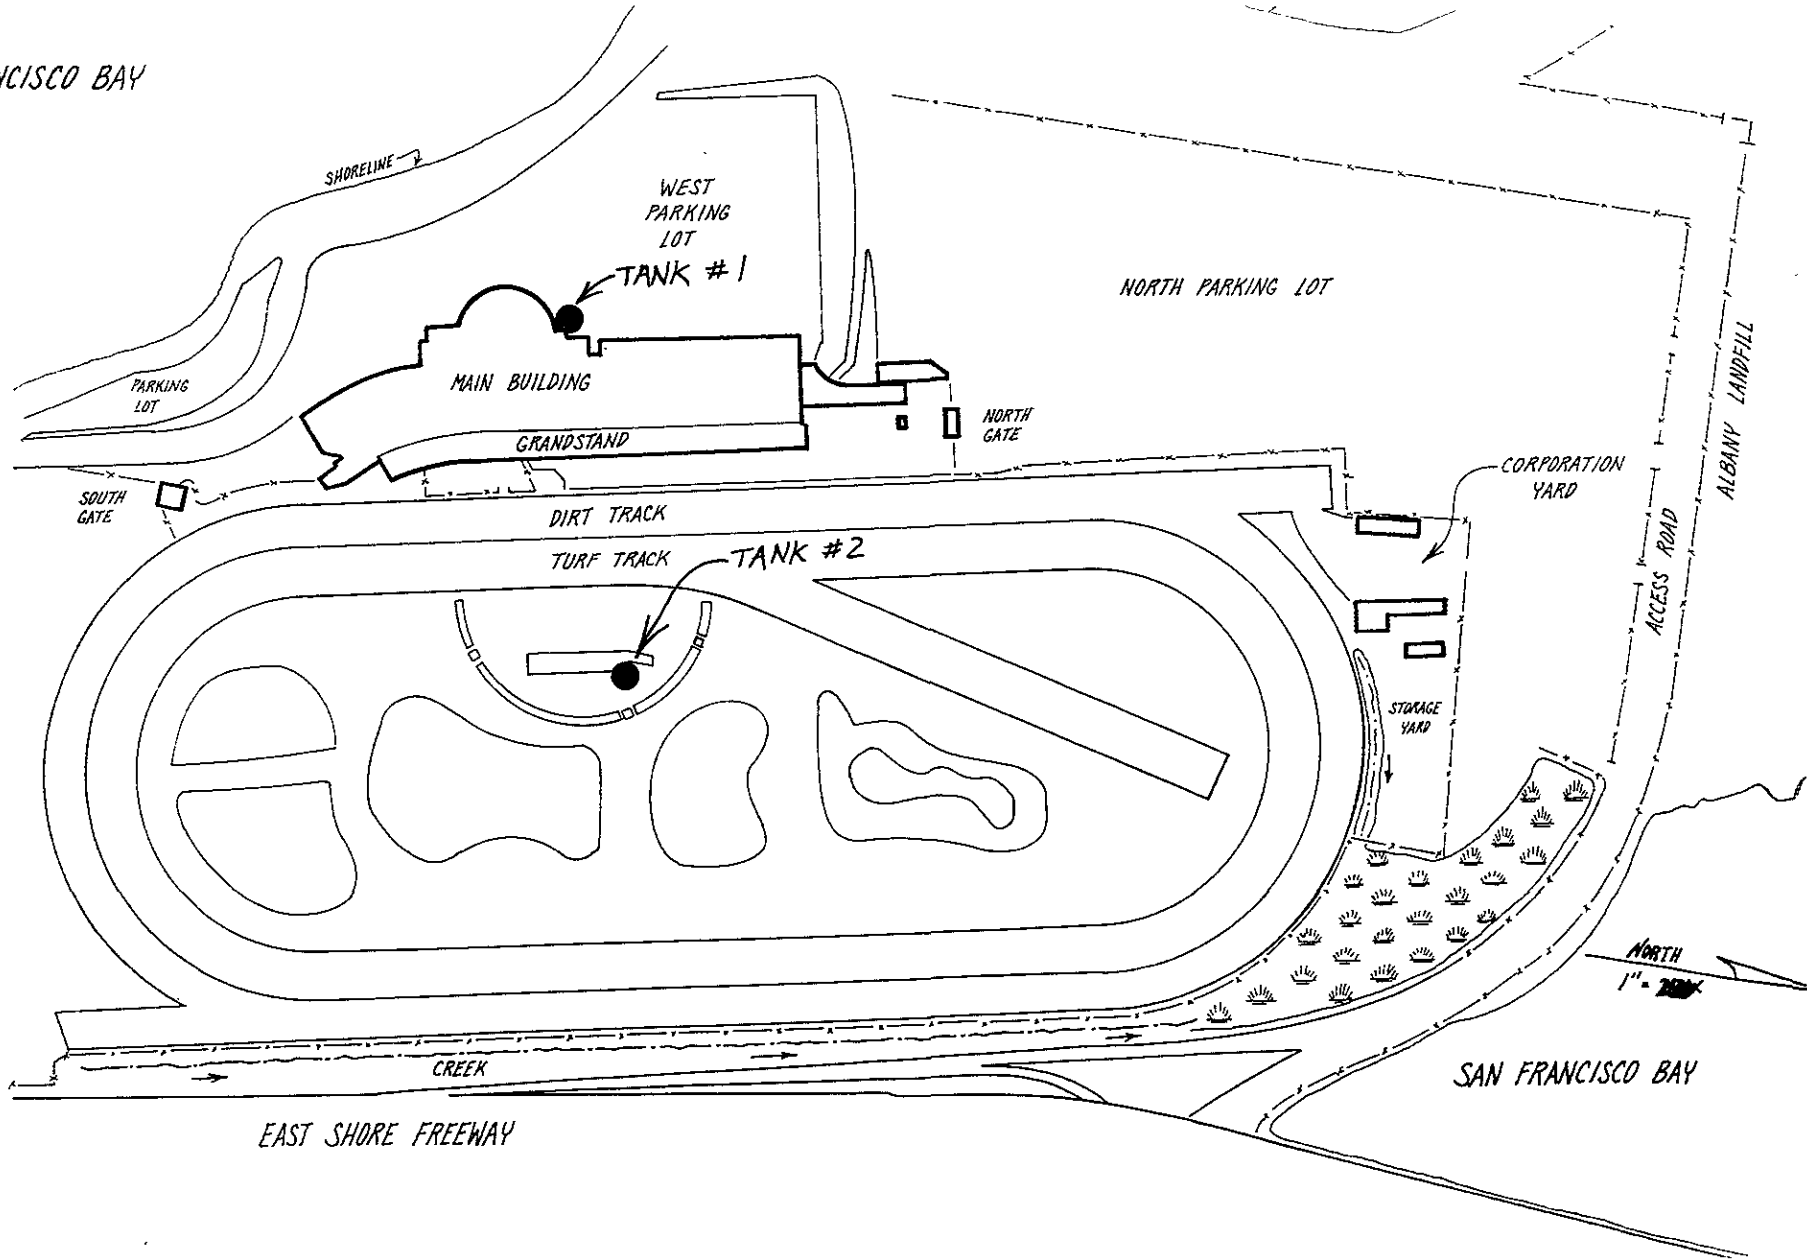 NCISCO BAY
SHORELINE
WEST
PARKING
LOT
TANK #1
NORTH PARKING LOT
ALBANY LANDFILL
PARKING
LOT
MAIN BUILDING
GRANDSTAND
NORTH
GATE
CORPORATION
YARD
SOUTH
GATE
DIRT TRACK
TURF TRACK
TANK #2
ACCESS ROAD
STORAGE
YARD
NORTH
1" =
CREEK
SAN FRANCISCO BAY
EAST SHORE FREEWAY